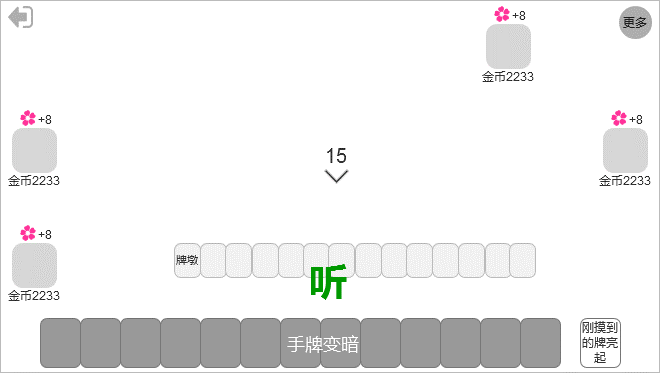 +8
更多
金币2233
+8
+8
金币2233
金币2233
15
+8
牌墩
听
金币2233
手牌变暗
刚摸到
的牌亮
起